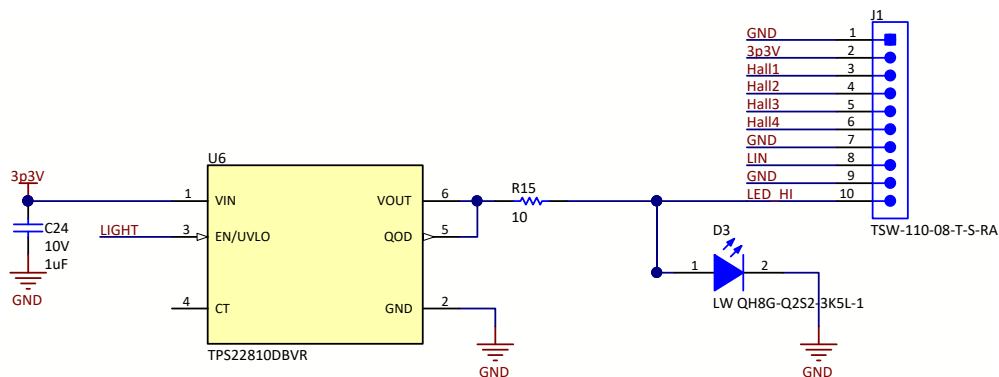 J1
GND 1
3p3V 2
Hall1 3
Hall2 4
Hall3 5
Hall4 6
GND 7
LIN 8
GND 9
LED_HI 10
TSW-110-08-T-S-RA
U6
3p3V
1 VIN VOUT 6
R15
10
C24
10V
1uF
GND
LIGHT
3 EN/UVLO QOD 5
4 CT GND 2
TPS22810DBVR
GND
D3
1 2
LW QH8G-Q2S2-3K5L-1
GND